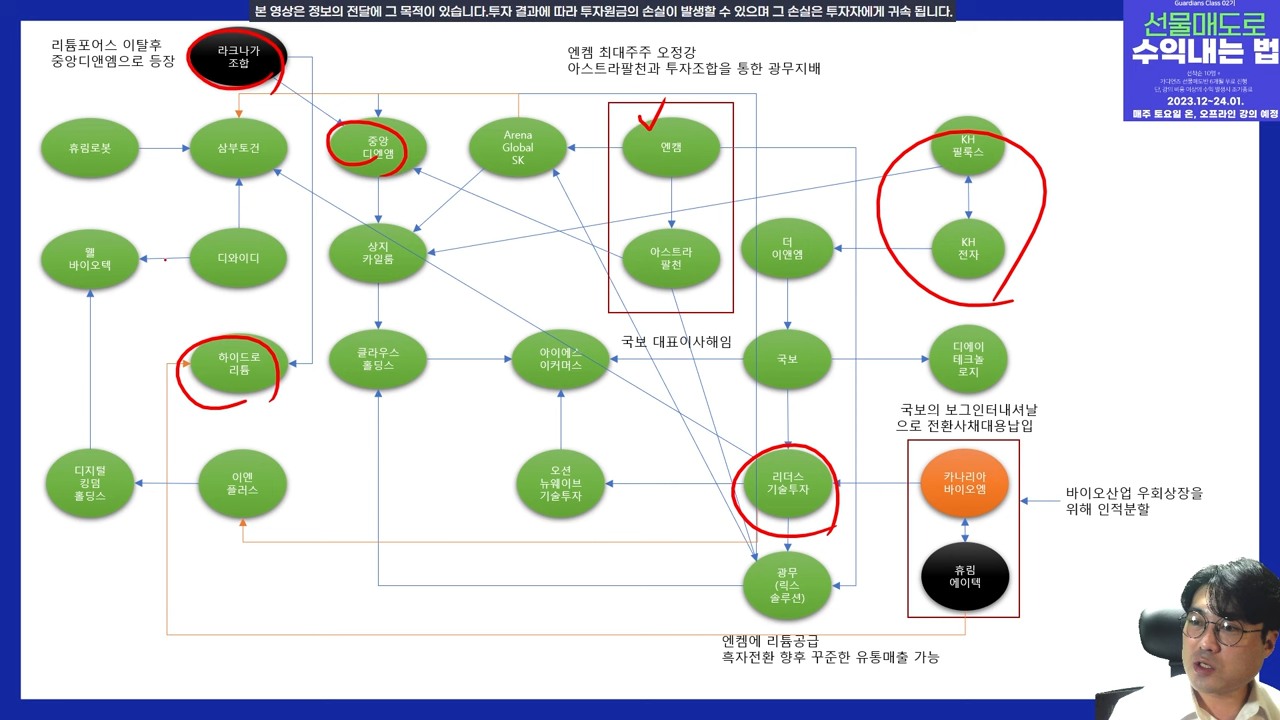 본 영상은 정보의 전달에 그 목적이 있습니다.투자 결과에 따라 투자원금의 손실이 발생할 수 있으며 그 손실은 투자자에게 귀속 됩니다.
Guardians Class 02기
선물매도로
수익내는 법
선착순 10명 +
2023.12~24.01.
매주 토요일 온, 오프라인 강의 예정
리튬포어스 이탈후
중앙디앤엠으로 등장
라크나가
조합
엔켐 최대주주 오정강
아스트라팔천과 투자조합을 통한 광무지배
휴림로봇
삼부토건
중앙
디앤앰
Arena
Global
SK
엔캠
KH
필룩스
웰
바이오텍
디와이디
상지
카일룸
아스트라
팔천
더
이앤엠
KH
전자
하이드로
리튬
클라우스
홀딩스
아이에스
이커머스
국보 대표이사해임
국보
디에이
테크놀
로지
국보의 보그인터내셔날
으로 전환사채대용납입
디지털
킹덤
홀딩스
이엔
플러스
오션
뉴웨이브
기술투자
리더스
기술투자
카나리아
바이오엠
바이오산업 우회상장을
위해 인적분할
광무
(릭스
솔루션)
휴림
에이텍
엔켐에 리튬공급
흑자전환 향후 꾸준한 유통매출 가능